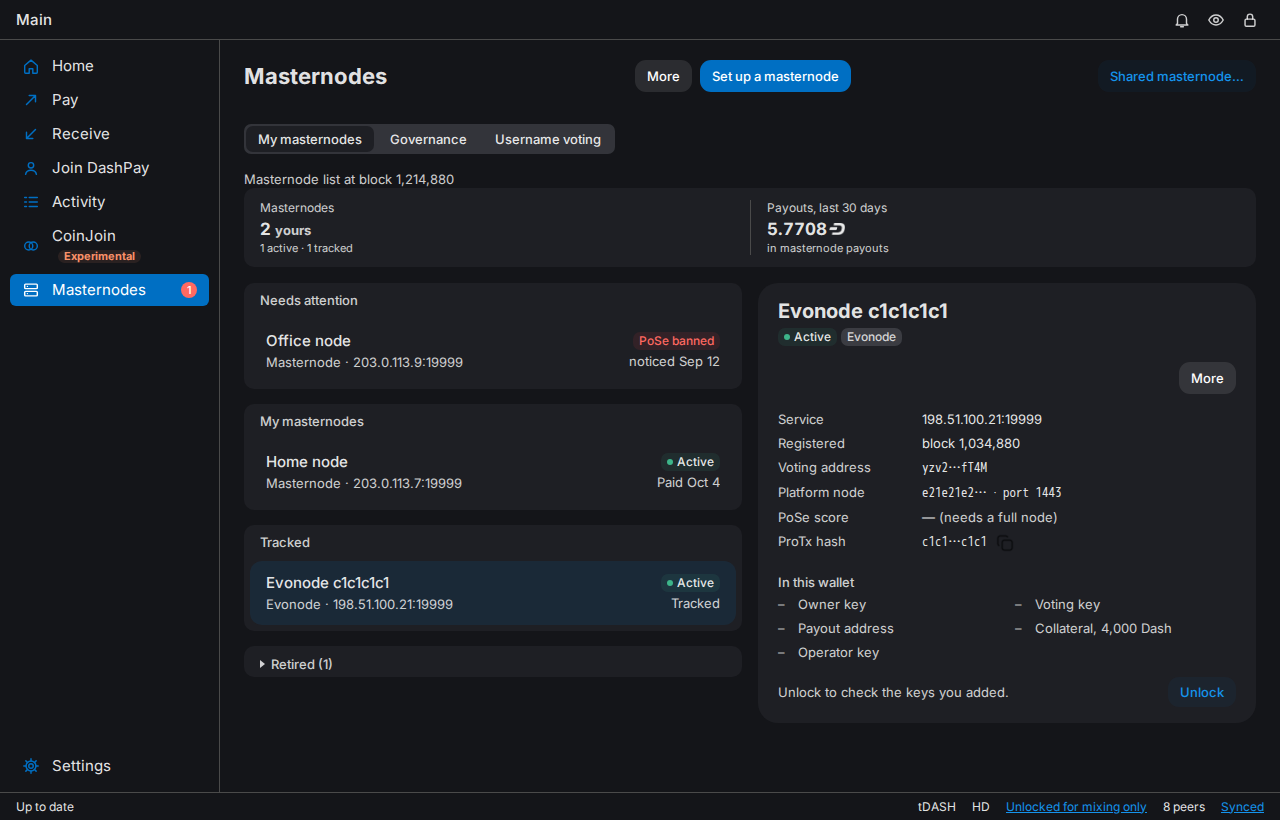 Main
Home
Pay
Receive
Join DashPay
Activity
CoinJoin
Experimental
Masternodes 1
Settings
Masternodes
More
Set up a masternode
Shared masternode...
My masternodes
Governance
Username voting
Masternode list at block 1,214,880
Masternodes
2 yours
1 active · 1 tracked
Payouts, last 30 days
5.7708
in masternode payouts
Needs attention
Office node
PoSe banned
Masternode · 203.0.113.9:19999
noticed Sep 12
My masternodes
Home node
Active
Masternode · 203.0.113.7:19999
Paid Oct 4
Tracked
Evonode c1c1c1c1
Active
Evonode · 198.51.100.21:19999
Tracked
Retired (1)
Evonode c1c1c1c1
Active
Evonode
More
Service 198.51.100.21:19999
Registered block 1,034,880
Voting address yzv2…fT4M
Platform node e21e21e2… · port 1443
PoSe score — (needs a full node)
ProTx hash c1c1…c1c1
In this wallet
– Owner key
– Voting key
– Payout address
– Collateral, 4,000 Dash
– Operator key
Unlock to check the keys you added.
Unlock
Up to date
tDASH
HD
Unlocked for mixing only
8 peers
Synced